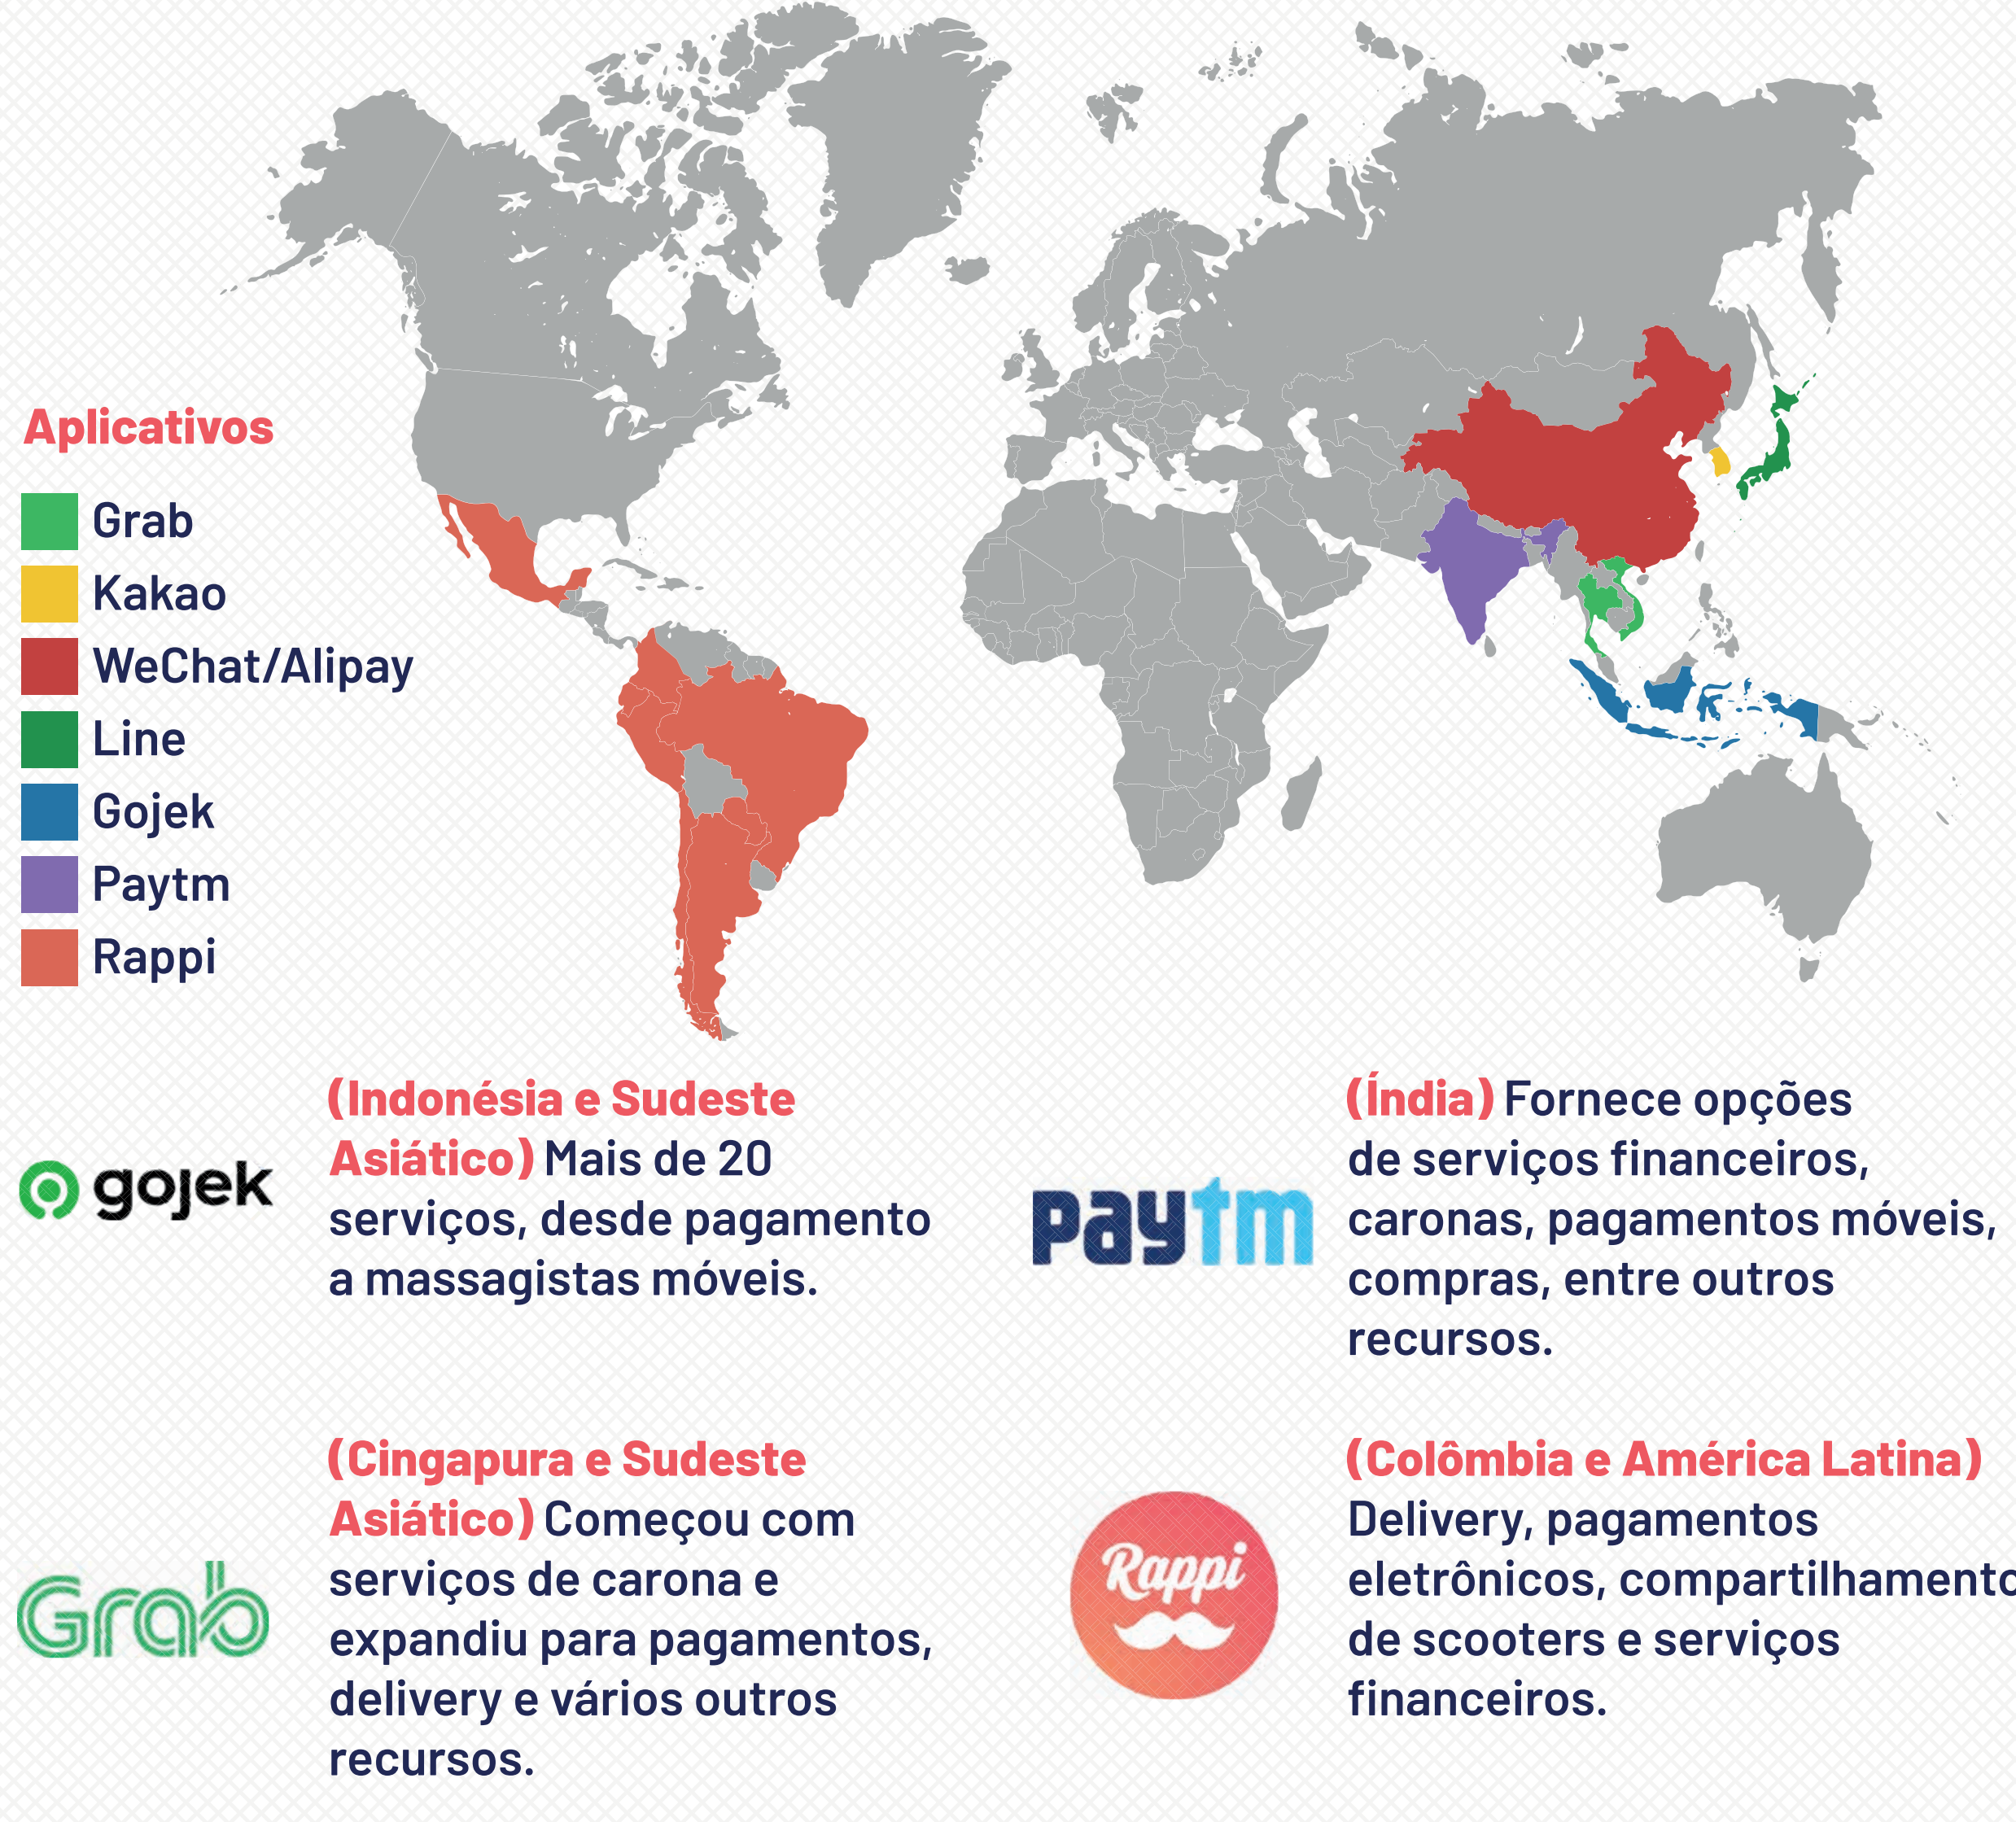 Aplicativos
Grab
Kakao
WeChat/Alipay
Line
Gojek
Paytm
Rappi
gojek
(Indonésia e Sudeste
Asiático) Mais de 20
serviços, desde pagamento
a massagistas móveis.
paytm
(Índia) Fornece opções
de serviços financeiros,
caronas, pagamentos móveis,
compras, entre outros
recursos.
Grab
(Cingapura e Sudeste
Asiático) Começou com
serviços de carona e
expandiu para pagamentos,
delivery e vários outros
recursos.
Rappi
(Colômbia e América Latina)
Delivery, pagamentos
eletrônicos, compartilhamento
de scooters e serviços
financeiros.